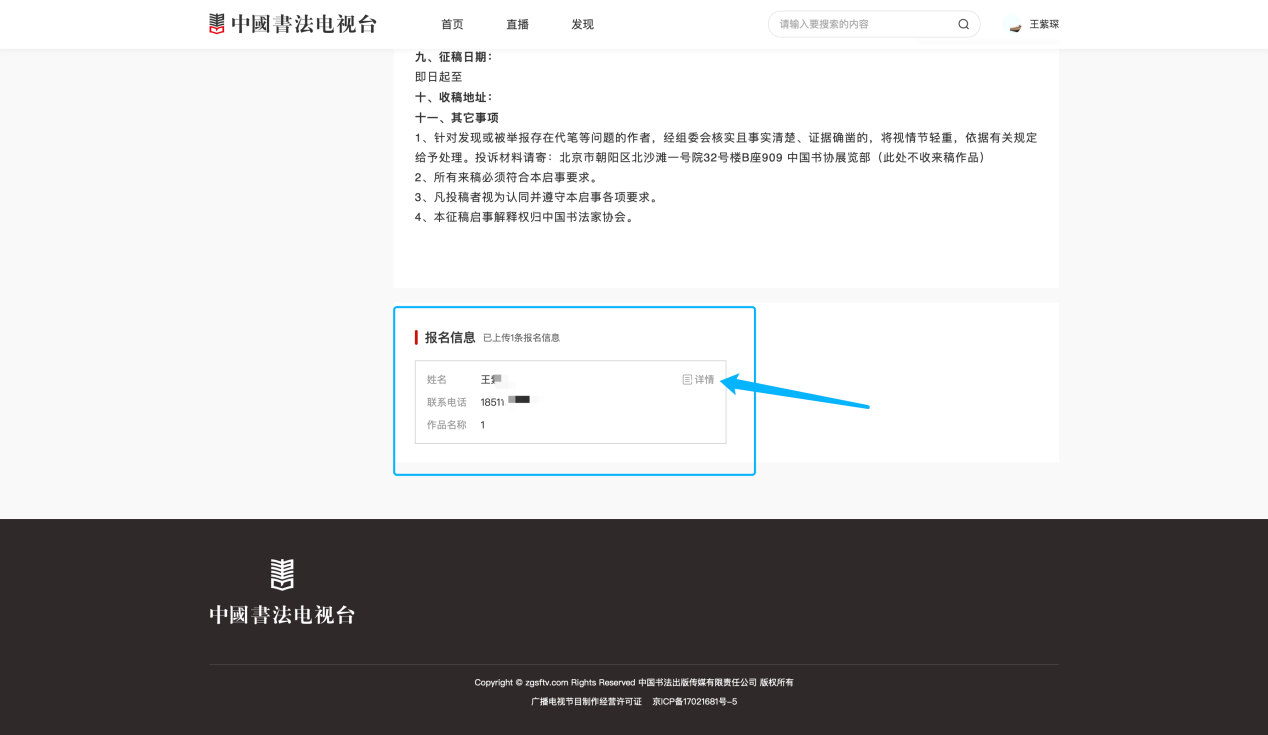 中國書法电视台
首页 直播 发现
请输入要搜索的内容
王紫琛
九、征稿日期：
即日起至
十、收稿地址：
十一、其它事项
1、针对发现或被举报存在代笔等问题的作者，经组委会核实且事实清楚、证据确凿的，将视情节轻重，依据有关规定
给予处理。投诉材料请寄：北京市朝阳区北沙滩一号院32号楼B座909 中国书协展览部（此处不收来稿作品）
2、所有来稿必须符合本启事要求。
3、凡投稿者视为认同并遵守本启事各项要求。
4、本征稿启事解释权归中国书法家协会。
报名信息 已上传1条报名信息
姓名 王 详情
联系电话 1851
作品名称 1
中國書法电视台
Copyright © zgsftv.com Rights Reserved 中国书法出版传媒有限责任公司 版权所有
广播电视节目制作经营许可证 京ICP备17021681号-5